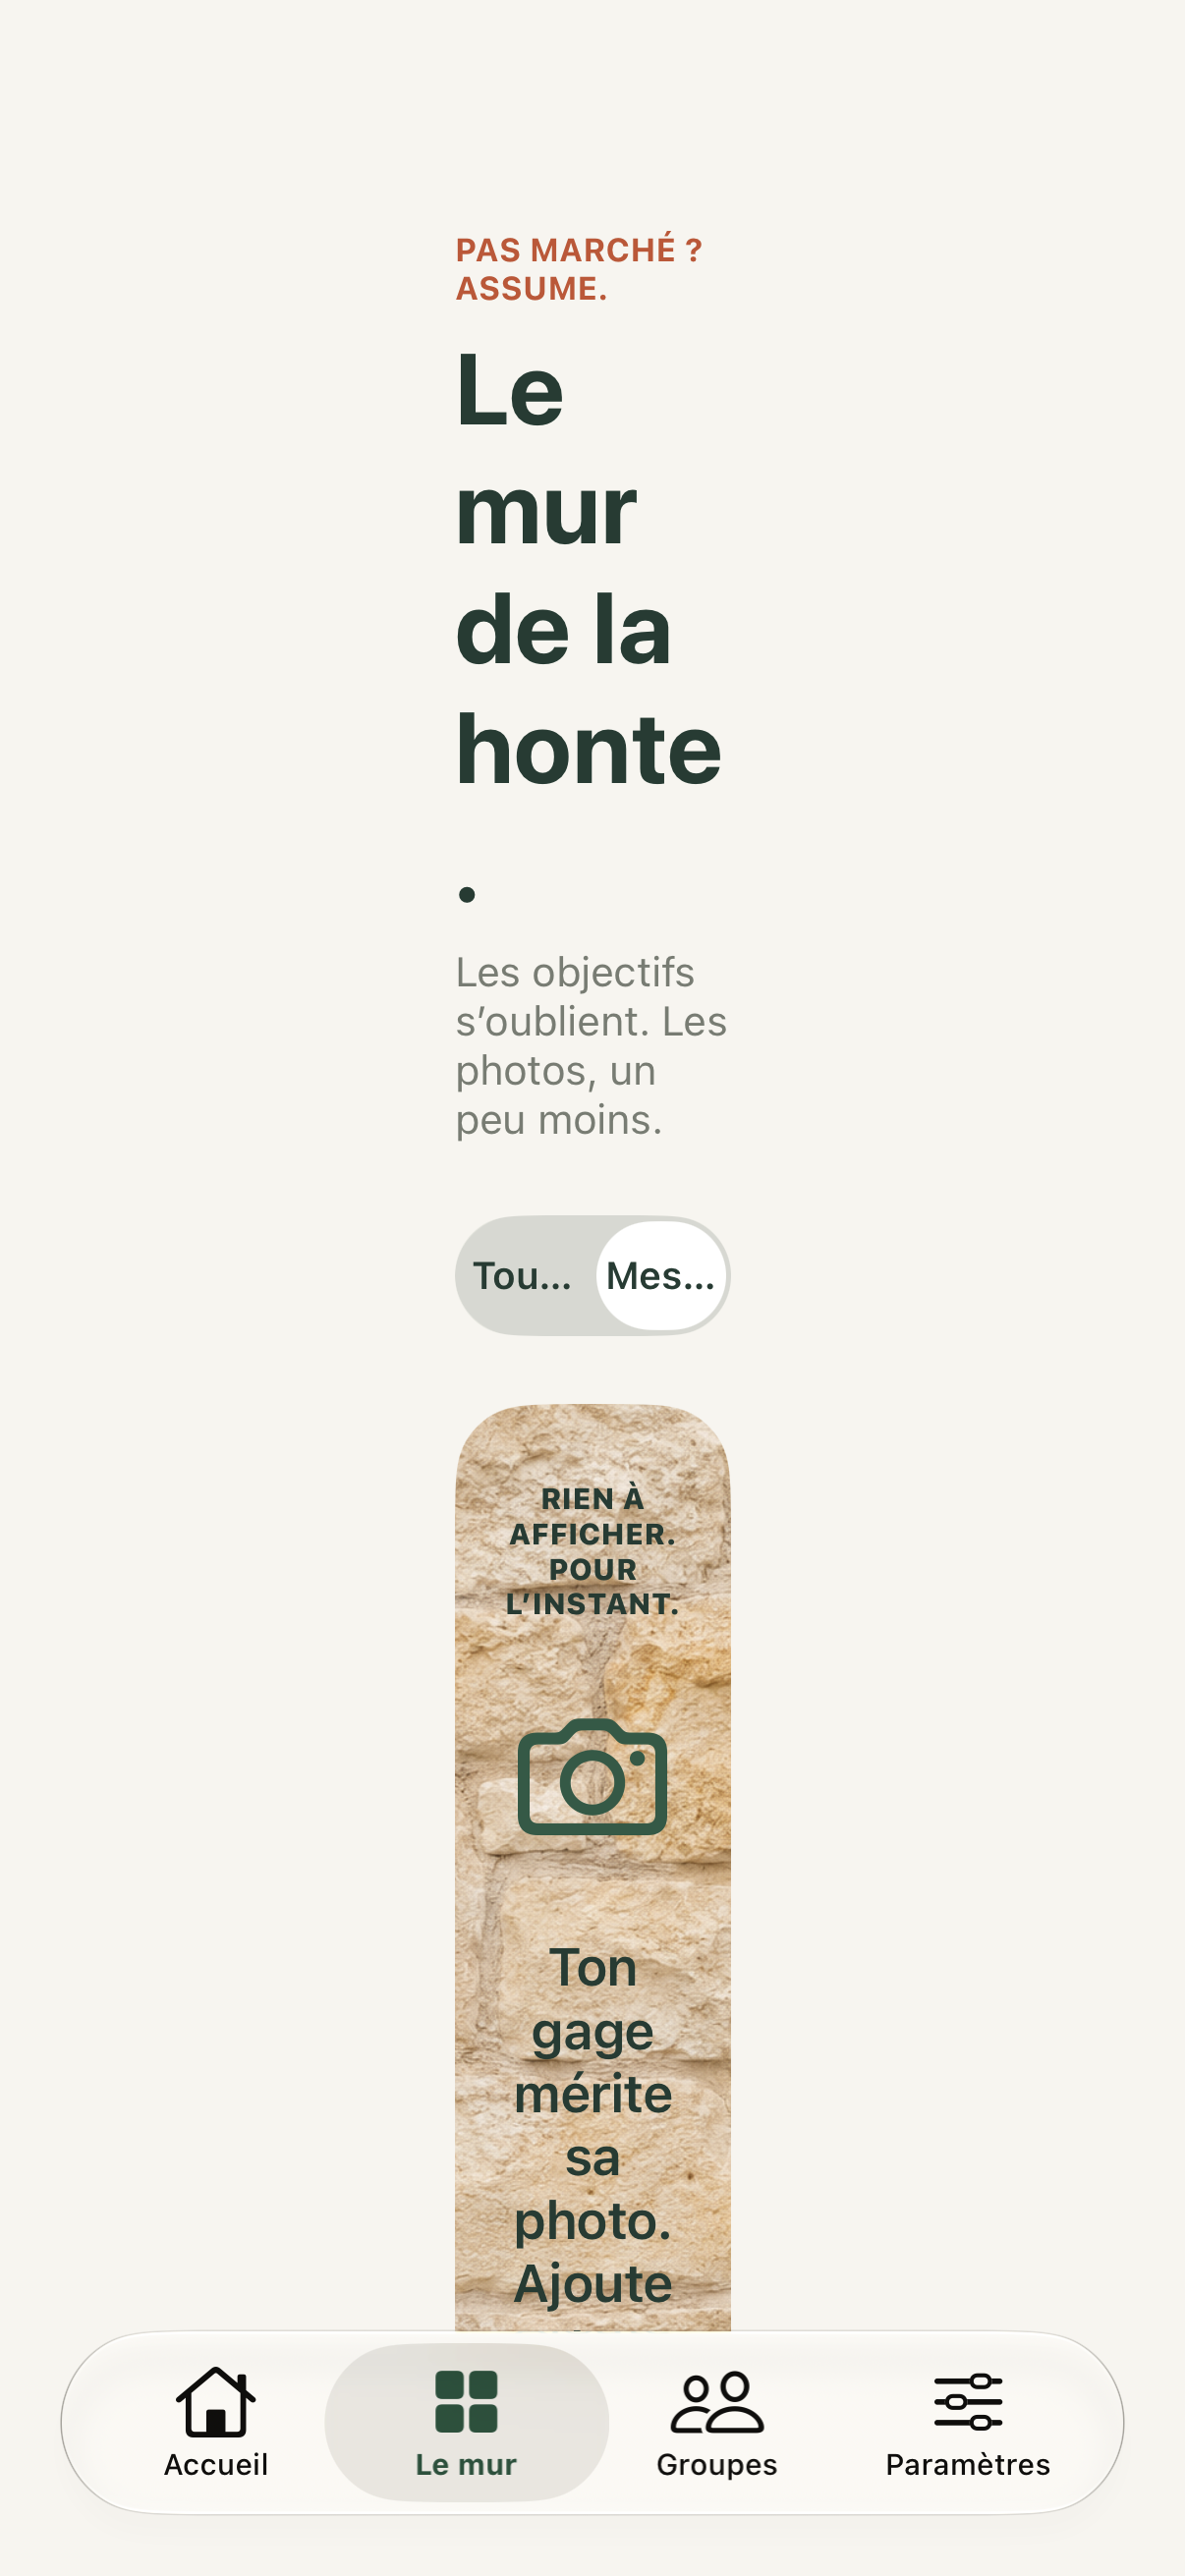 PAS MARCHÉ ?
ASSUME.
Le
mur
de la
honte
.
Les objectifs
s’oublient. Les
photos, un
peu moins.
Tou...
Mes...
RIEN À
AFFICHER.
POUR
L’INSTANT.
Ton
gage
mérite
sa
photo.
Ajoute
Accueil
Le mur
Groupes
Paramètres